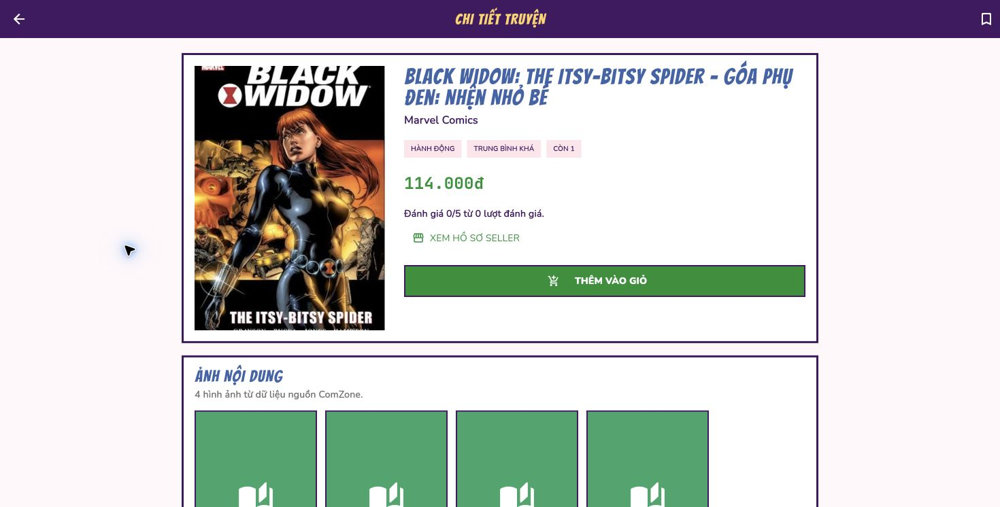 CHI TIẾT TRUYỆN
MARVEL
BLACK
WIDOW
THE ITSY-BITSY SPIDER
BLACK WIDOW: THE ITSY-BITSY SPIDER - GÓA PHỤ
ĐEN: NHỆN NHỎ BÉ
Marvel Comics
HÀNH ĐỘNG TRUNG BÌNH KHÁ CÒN 1
114.000đ
Đánh giá 0/5 từ 0 lượt đánh giá.
XEM HỒ SƠ SELLER
THÊM VÀO GIỎ
ẢNH NỘI DUNG
4 hình ảnh từ dữ liệu nguồn ComZone.